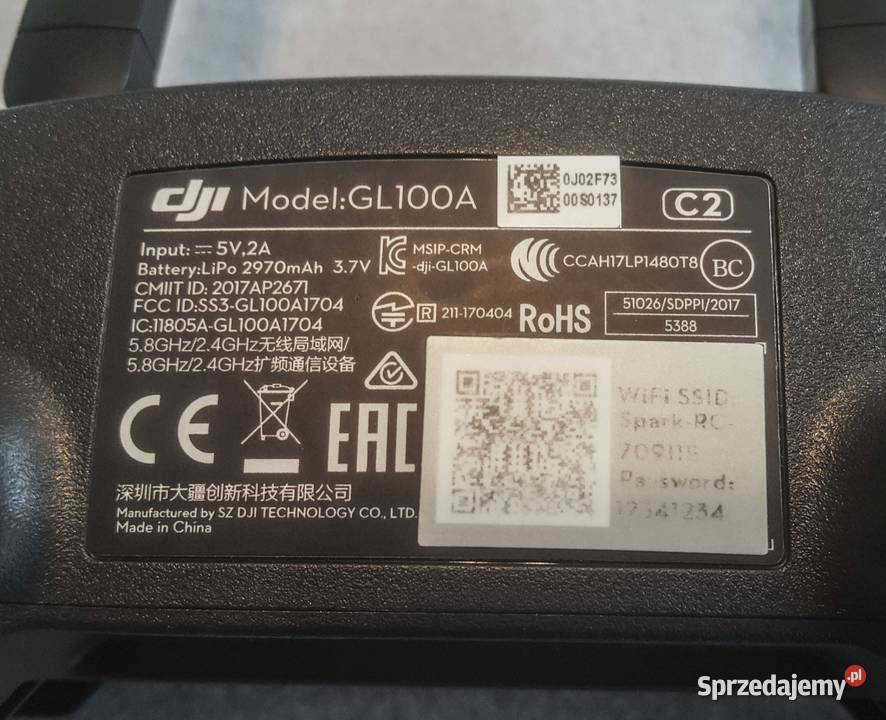 dji Model:GL100A
0J02F73
00S0137
C2
Input: ⎓ 5V,2A
Battery:LiPo 2970mAh 3.7V
CMIIT ID: 2017AP2671
FCC ID:SS3-GL100A1704
IC:11805A-GL100A1704
5.8GHz/2.4GHz无线局域网/
5.8GHz/2.4GHz扩频通信设备
MSIP-CRM
-dji-GL100A
CCAH17LP1480T8
BC
R 211-170404
RoHS
51026/SDPPI/2017
5388
CE
EAC
WiFi SSID:
Spark-RC-
Password:
12341234
深圳市大疆创新科技有限公司
Manufactured by SZ DJI TECHNOLOGY CO., LTD.
Made in China
Sprzedajemy.pl